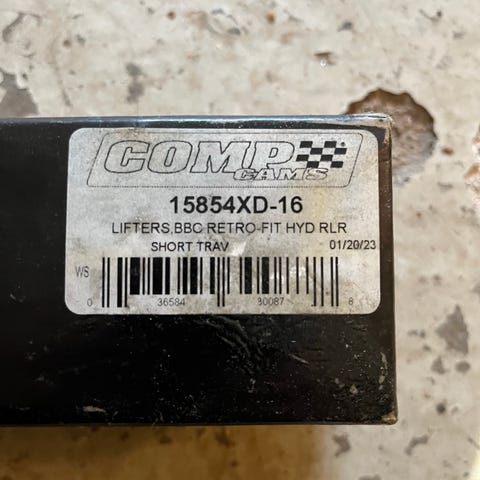 COMP
CAMS
15854XD-16
LIFTERS,BBC RETRO-FIT HYD RLR
SHORT TRAV 01/20/23
WS
0 36584 30087 8